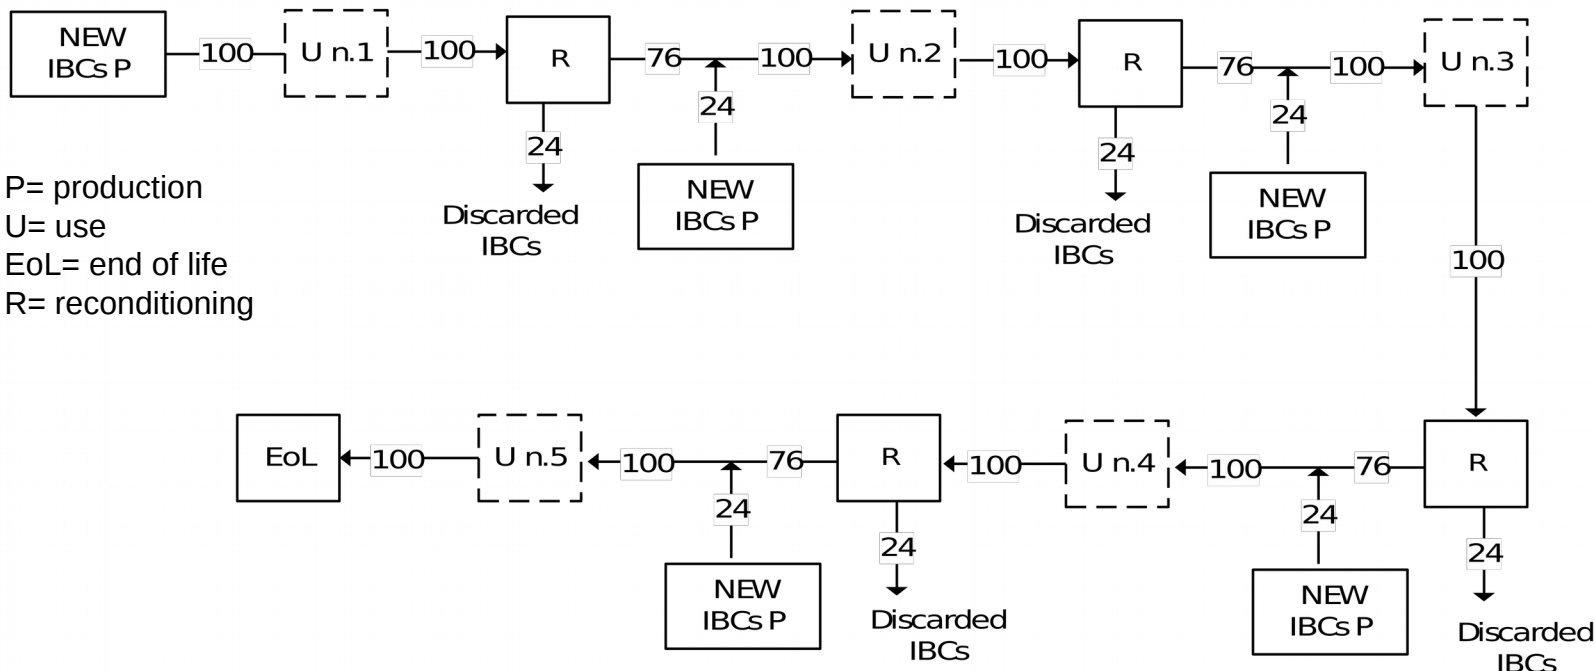 NEW
IBCs P
100
U n.1
100
R
76
100
U n.2
100
R
76
100
U n.3
24
24
24
24
NEW
IBCs P
Discarded
IBCs
NEW
IBCs P
Discarded
IBCs
P= production
U= use
EoL= end of life
R= reconditioning
100
EoL
100
U n.5
100
76
R
100
U n.4
100
76
R
24
24
24
24
NEW
IBCs P
Discarded
IBCs
NEW
IBCs P
Discarded
IBCs